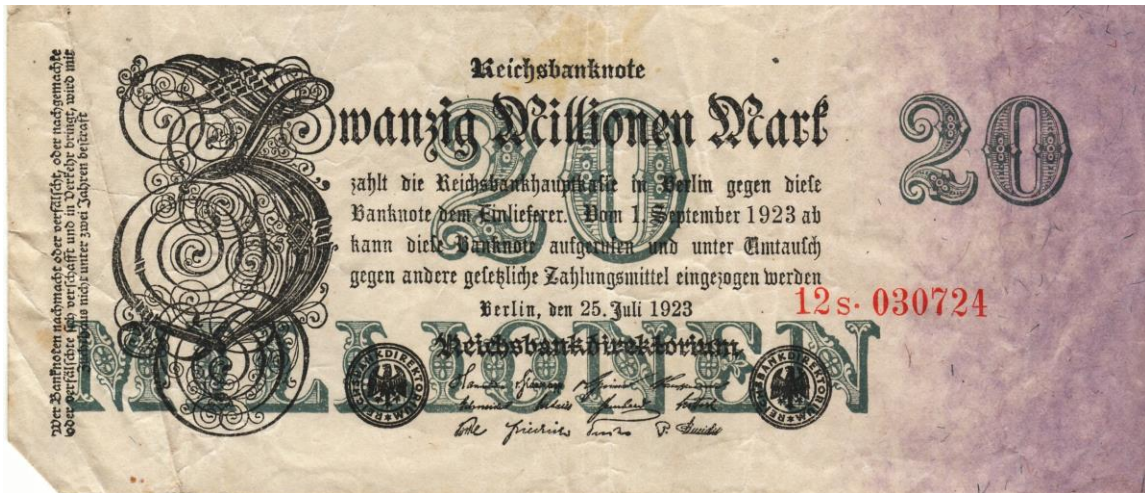 Reichsbanknote
Zwanzig Millionen Mark
20
20
zahlt die Reichsbankhauptkasse in Berlin gegen diese
Banknote dem Einlieferer. Vom 1. September 1923 ab
kann diese Banknote aufgerufen und unter Umtausch
gegen andere gesetzliche Zahlungsmittel eingezogen werden
Berlin, den 25. Juli 1923
12 s· 030724
MILLIONEN
Reichsbankdirektorium
REICHSBANKDIREKTORIUM
REICHSBANKDIREKTORIUM
Wer Banknoten nachmacht oder verfälscht, oder nachgemachte
oder verfälschte sich verschafft und in Verkehr bringt, wird mit
Zuchthaus nicht unter zwei Jahren bestraft